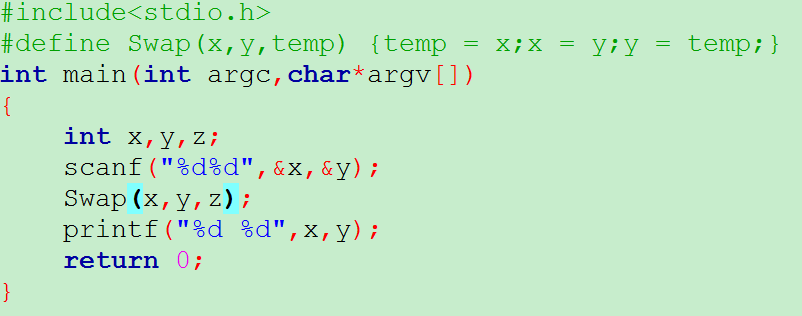 #include<stdio.h>
#define Swap(x,y,temp) {temp = x;x = y;y = temp;}
int main(int argc,char*argv[])
{
    int x,y,z;
    scanf("%d%d",&x,&y);
    Swap(x,y,z);
    printf("%d %d",x,y);
    return 0;
}